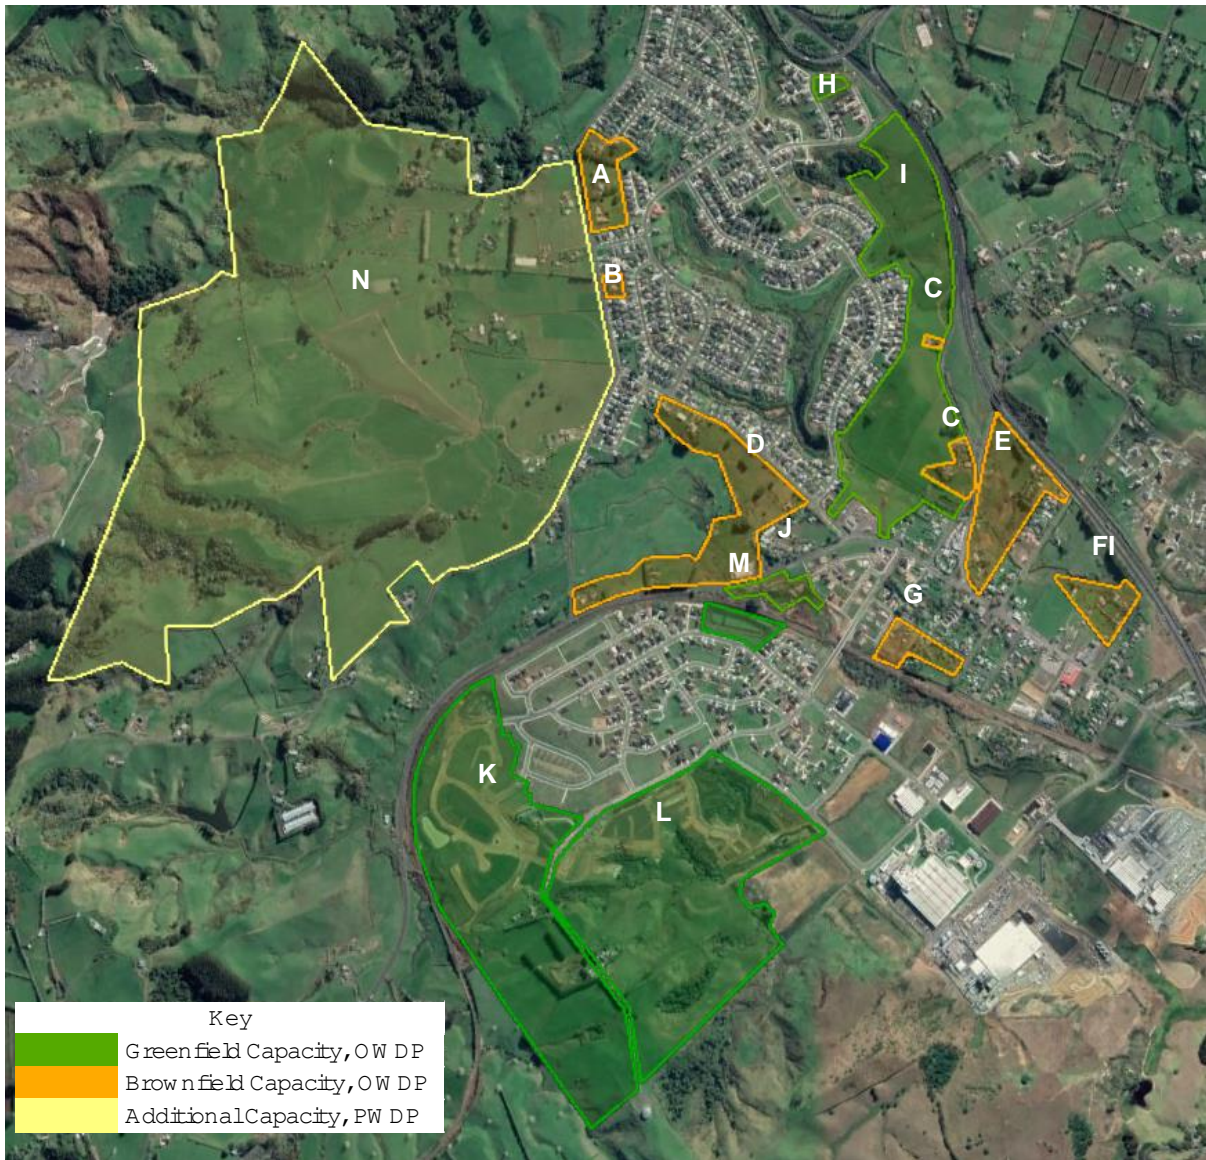 H
A
I
B
N
C
C
D
E
J
FI
M
G
K
L
Key
Greenfield Capacity, OWDP
Brownfield Capacity, OWDP
Additional Capacity, PWDP